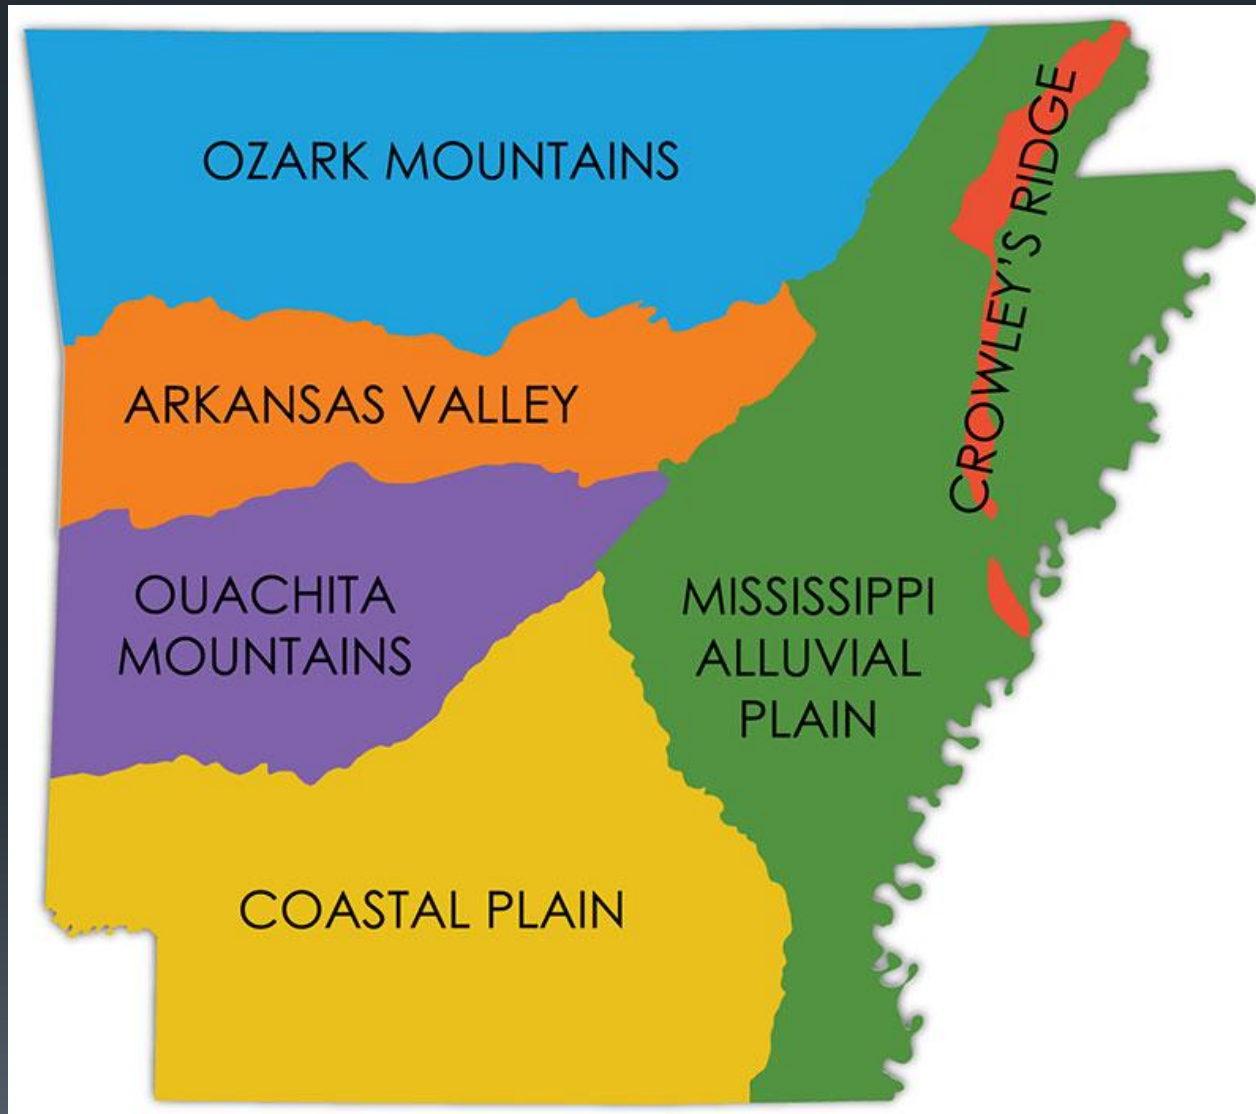 OZARK MOUNTAINS
CROWLEY'S RIDGE
ARKANSAS VALLEY
OUACHITA
MOUNTAINS
MISSISSIPPI
ALLUVIAL
PLAIN
COASTAL PLAIN